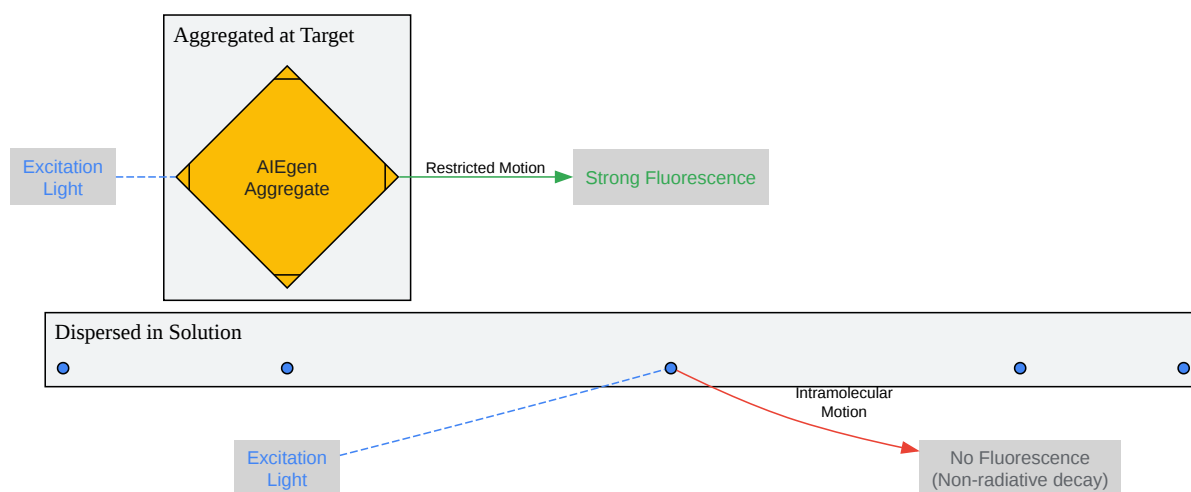 Aggregated at Target
Excitation
Light
AIEgen
Aggregate
Restricted Motion
Strong Fluorescence
Dispersed in Solution
Intramolecular
Motion
Excitation
Light
No Fluorescence
(Non-radiative decay)